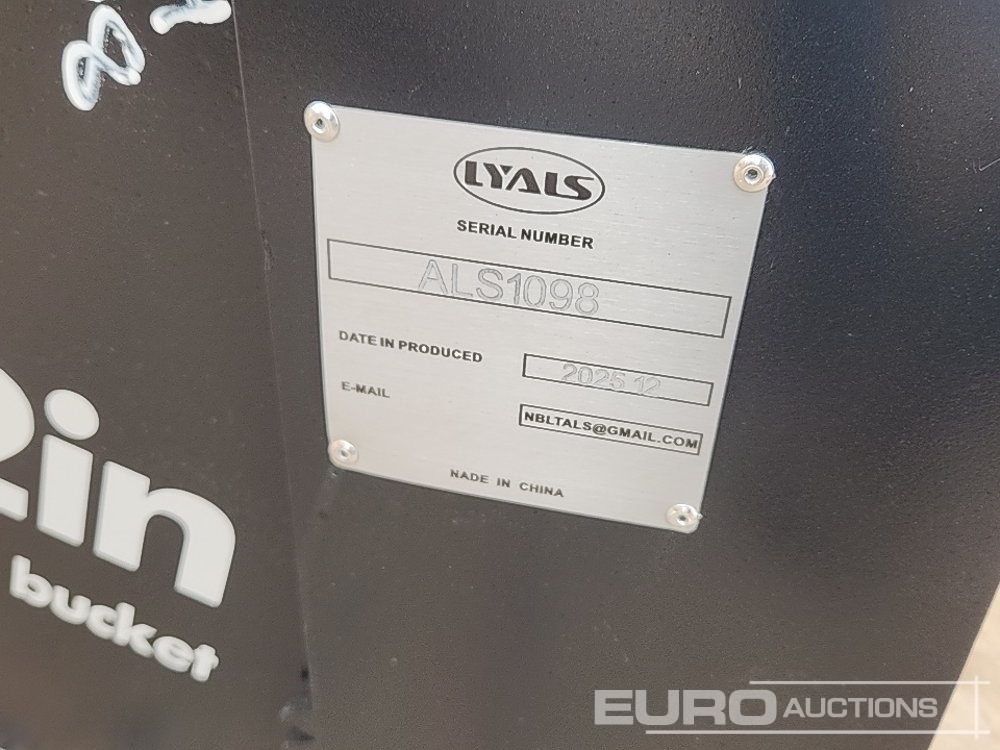 LYALS
SERIAL NUMBER
ALS1098
DATE IN PRODUCED
2025.12
E-MAIL
NBLTALS@GMAIL.COM
NADE IN CHINA
2in
bucket
EURO AUCTIONS